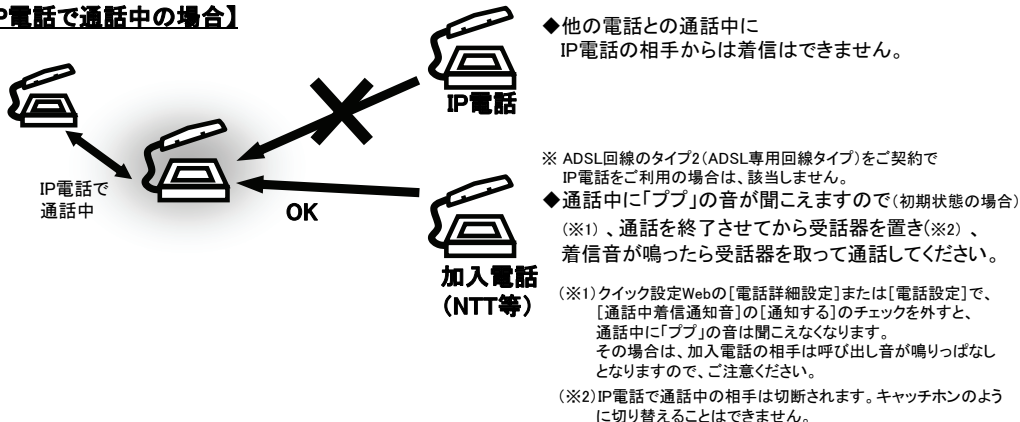 P電話で通話中の場合】
IP電話
IP電話で
通話中
OK
加入電話
（NTT等）
◆他の電話との通話中に
IP電話の相手からは着信はできません。
※ ADSL回線のタイプ2（ADSL専用回線タイプ）をご契約で
IP電話をご利用の場合は、該当しません。
◆通話中に「ププ」の音が聞こえますので（初期状態の場合）
（※1）、通話を終了させてから受話器を置き（※2）、
着信音が鳴ったら受話器を取って通話してください。
（※1）クイック設定Webの［電話詳細設定］または［電話設定］で、
［通話中着信通知音］の［通知する］のチェックを外すと、
通話中に「ププ」の音は聞こえなくなります。
その場合は、加入電話の相手は呼び出し音が鳴りっぱなし
となりますので、ご注意ください。
（※2）IP電話で通話中の相手は切断されます。キャッチホンのよう
に切り替えることはできません。